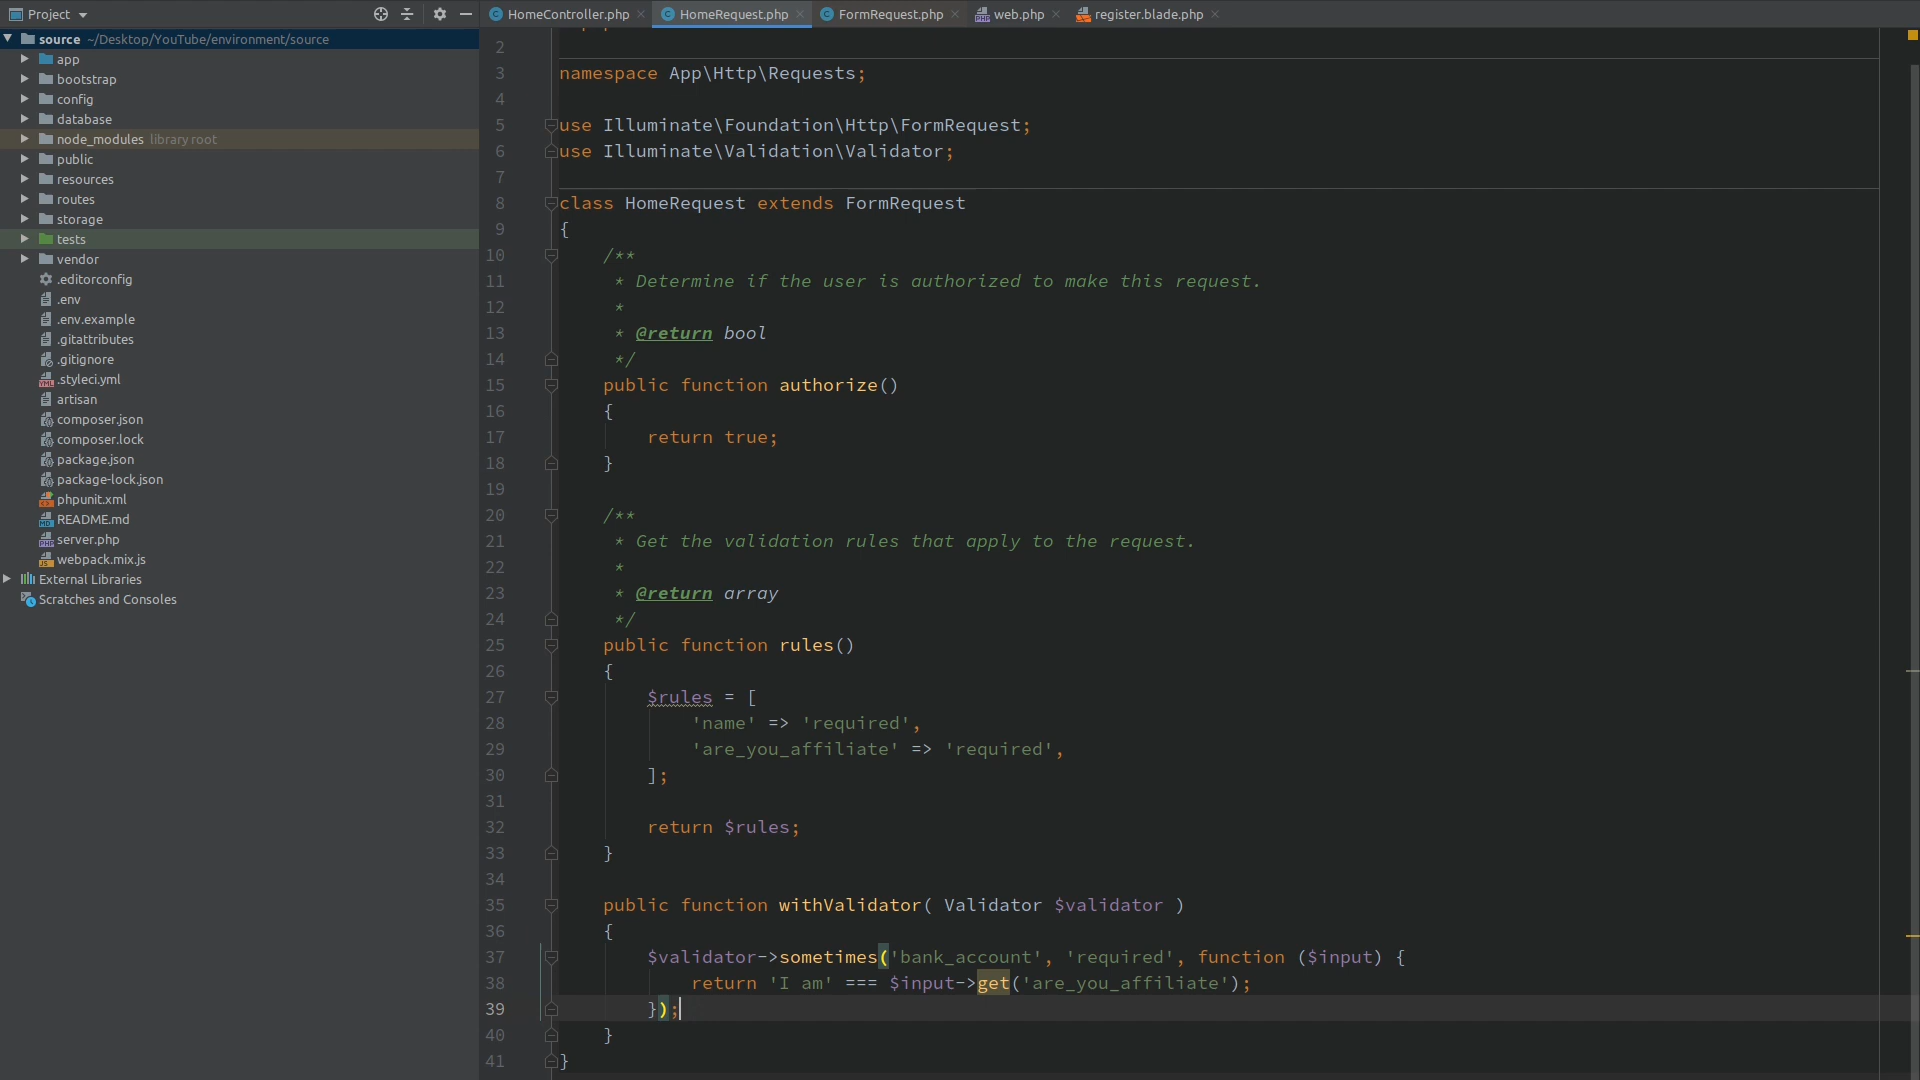 Project
HomeController.php
HomeRequest.php
FormRequest.php
web.php
register.blade.php
source ~/Desktop/YouTube/environment/source
app
bootstrap
config
database
node_modules library root
public
resources
routes
storage
tests
vendor
.editorconfig
.env
.env.example
.gitattributes
.gitignore
.styleci.yml
artisan
composer.json
composer.lock
package.json
package-lock.json
phpunit.xml
README.md
server.php
webpack.mix.js
External Libraries
Scratches and Consoles
2
3 namespace App\Http\Requests;
4
5 use Illuminate\Foundation\Http\FormRequest;
6 use Illuminate\Validation\Validator;
7
8 class HomeRequest extends FormRequest
9 {
10 /**
11 * Determine if the user is authorized to make this request.
12 *
13 * @return bool
14 */
15 public function authorize()
16 {
17 return true;
18 }
19
20 /**
21 * Get the validation rules that apply to the request.
22 *
23 * @return array
24 */
25 public function rules()
26 {
27 $rules = [
28 'name' => 'required',
29 'are_you_affiliate' => 'required',
30 ];
31
32 return $rules;
33 }
34
35 public function withValidator( Validator $validator )
36 {
37 $validator->sometimes('bank_account', 'required', function ($input) {
38 return 'I am' === $input->get('are_you_affiliate');
39 });
40 }
41 }